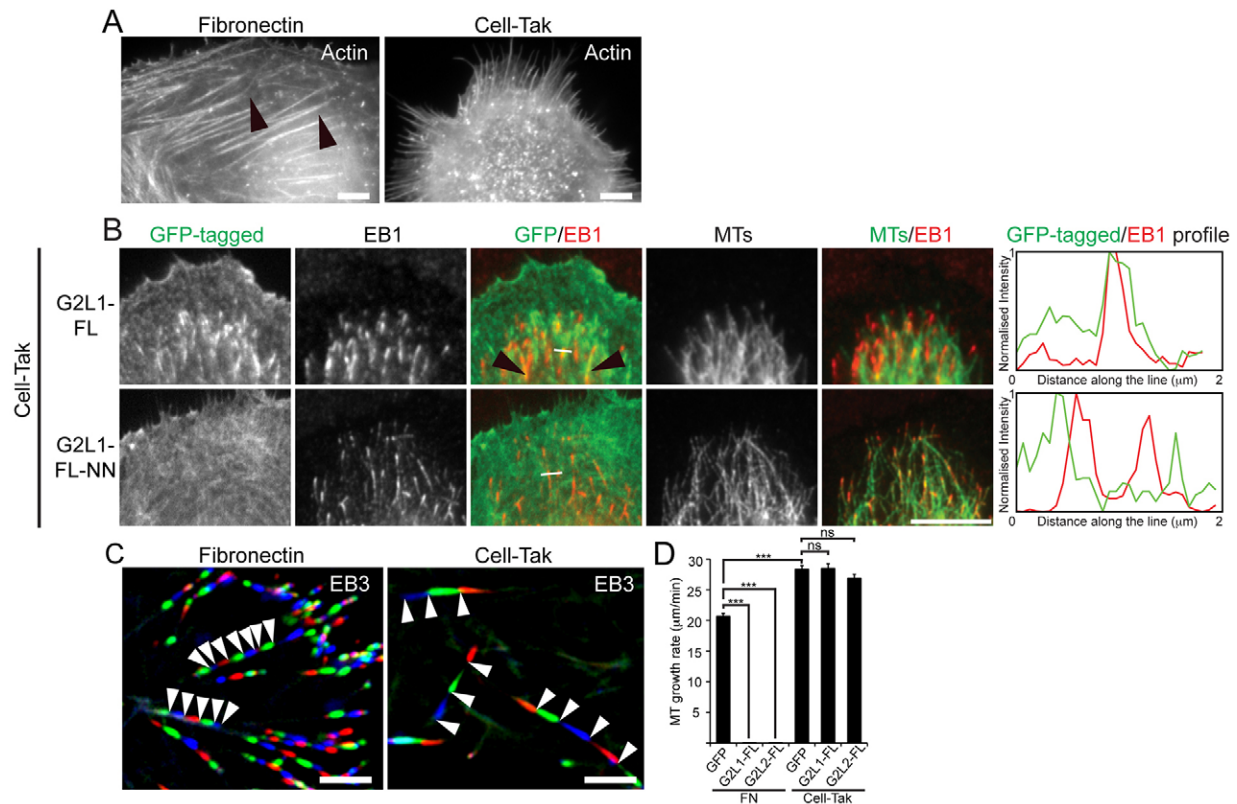 A
Fibronectin
Cell-Tak
Actin
Actin
B
GFP-tagged
EB1
GFP/EB1
MTs
MTs/EB1
GFP-tagged/EB1 profile
Cell-Tak
G2L1-
FL
Normalised Intensity
1
0
Distance along the line (μm)
2
G2L1-
FL-NN
Normalised Intensity
1
0
Distance along the line (μm)
2
C
Fibronectin
Cell-Tak
EB3
EB3
D
MT growth rate (μm/min)
30
25
20
15
10
5
***
***
***
ns
ns
GFP
G2L1-FL
G2L2-FL
GFP
G2L1-FL
G2L2-FL
FN
Cell-Tak